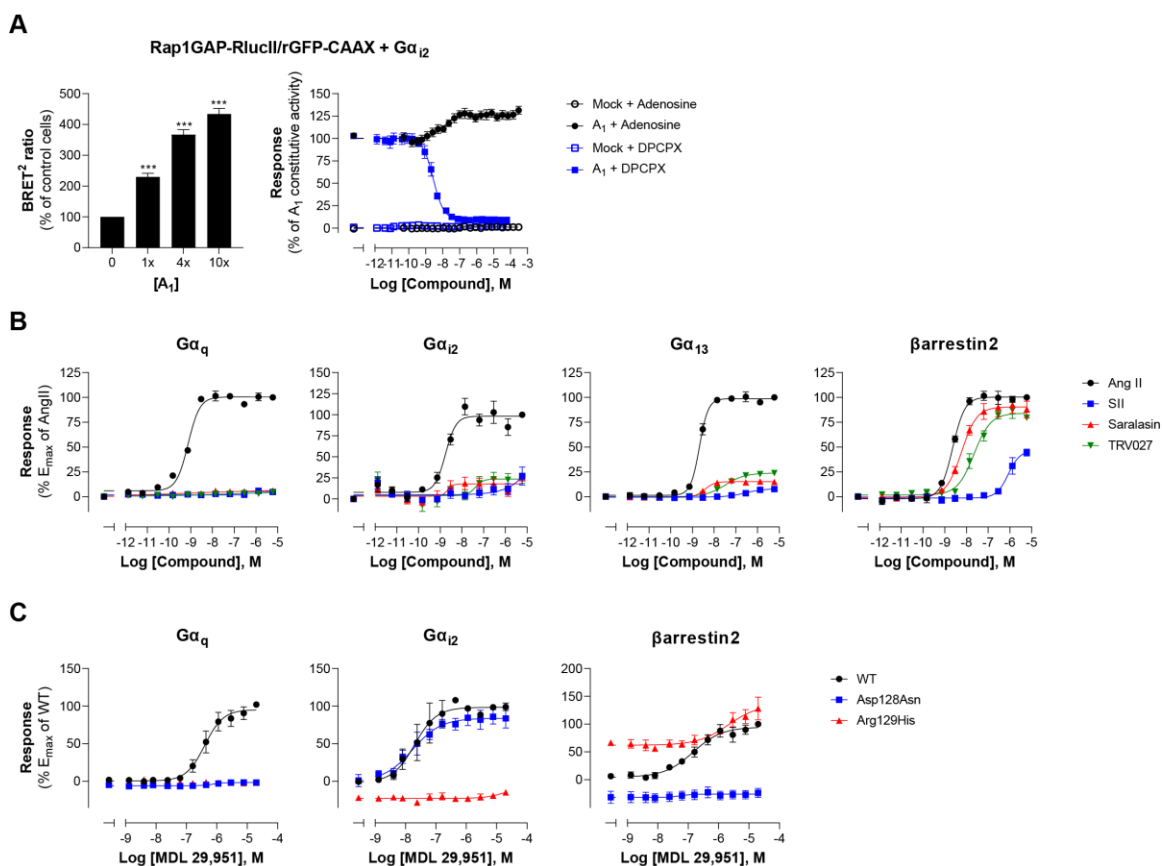 A
Rap1GAP-RlucII/rGFP-CAAX + Gαi2
BRET² ratio
(% of control cells)
500
400
300
200
100
0
***
***
***
0 1x 4x 10x
[A1]
Response
(% of A1 constitutive activity)
150
125
100
75
50
25
0
-12 -11 -10 -9 -8 -7 -6 -5 -4 -3
Log [Compound], M
Mock + Adenosine
A1 + Adenosine
Mock + DPCPX
A1 + DPCPX
B
Gαq
Response
(% Emax of AngII)
125
100
75
50
25
0
-12 -11 -10 -9 -8 -7 -6 -5
Log [Compound], M
Gαi2
150
125
100
75
50
25
0
-12 -11 -10 -9 -8 -7 -6 -5
Log [Compound], M
Gα13
125
100
75
50
25
0
-12 -11 -10 -9 -8 -7 -6 -5
Log [Compound], M
βarrestin2
125
100
75
50
25
0
-12 -11 -10 -9 -8 -7 -6 -5
Log [Compound], M
Ang II
SII
Saralasin
TRV027
C
Gαq
Response
(% Emax of WT)
150
100
50
0
-9 -8 -7 -6 -5 -4
Log [MDL 29,951], M
Gαi2
150
100
50
0
-9 -8 -7 -6 -5 -4
Log [MDL 29,951], M
βarrestin2
200
150
100
50
0
-9 -8 -7 -6 -5 -4
Log [MDL 29,951], M
WT
Asp128Asn
Arg129His